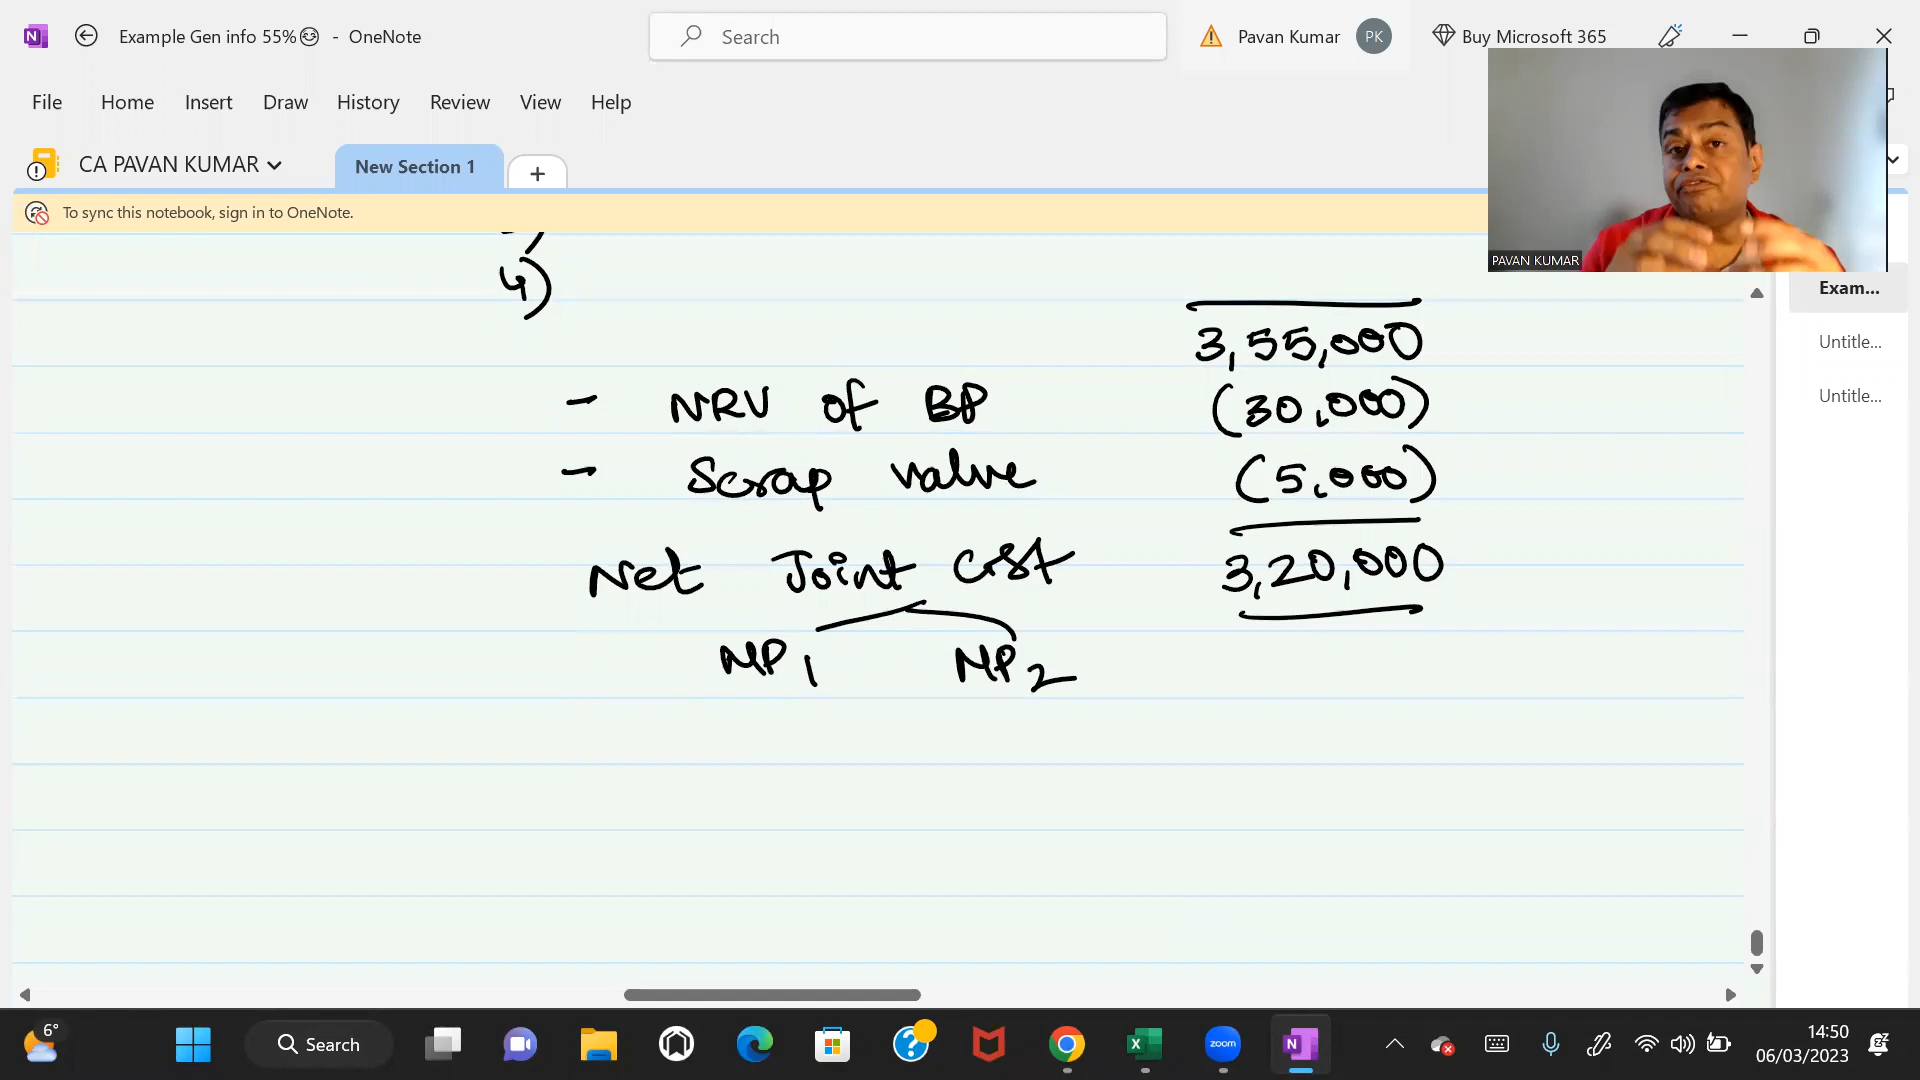 Example Gen info 55%😊 - OneNote
Search
Pavan Kumar
PK
Buy Microsoft 365
File Home Insert Draw History Review View Help
CA PAVAN KUMAR
New Section 1
+
To sync this notebook, sign in to OneNote.
PAVAN KUMAR
Exam...
Untitle...
Untitle...
4)
3,55,000
- NRV of BP (30,000)
- Scrap value (5,000)
Net Joint Cost 3,20,000
MP1 MP2
6°
Search
zoom
14:50
06/03/2023